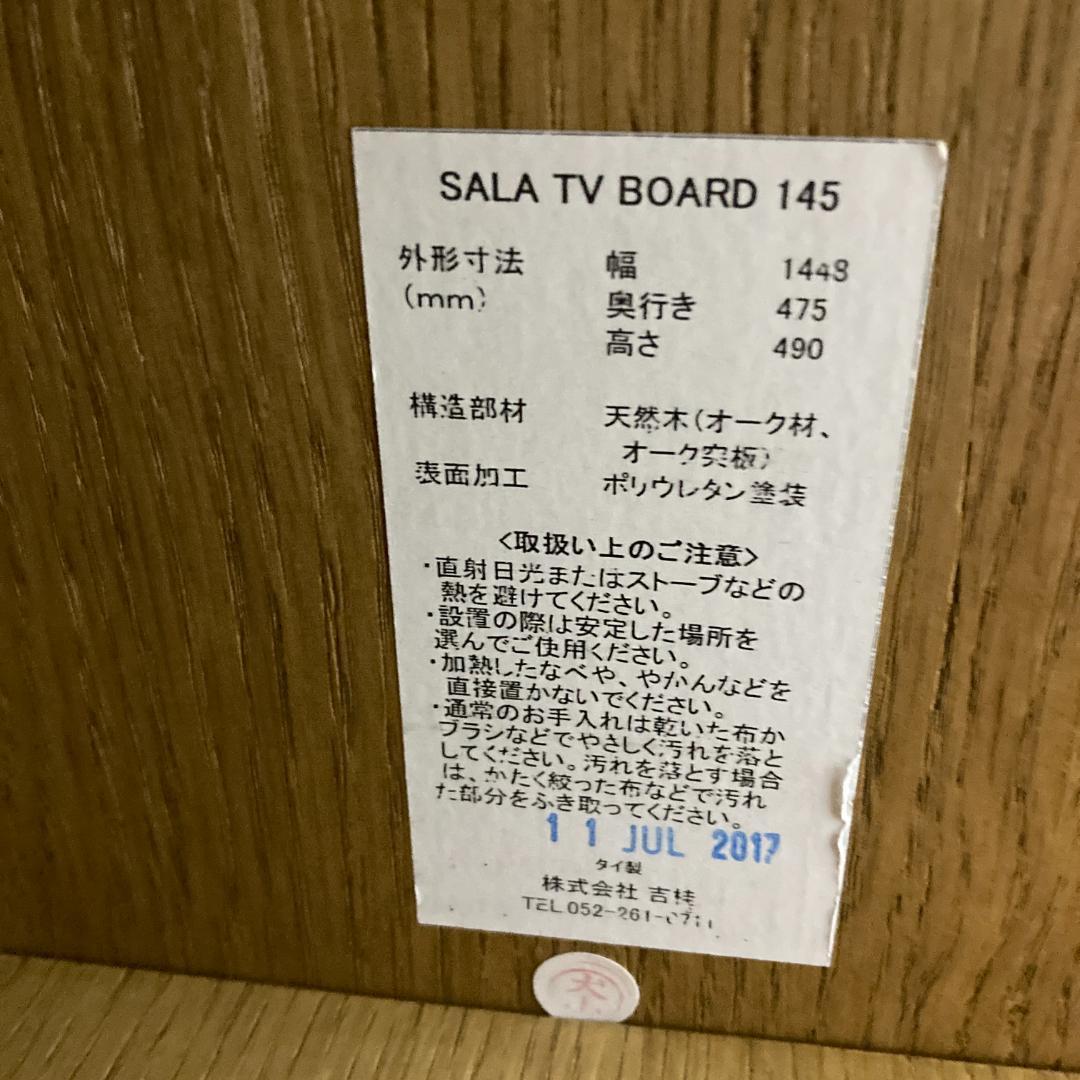 SALA TV BOARD 145
外形寸法 幅 1448
(mm) 奥行き 475
高さ 490
構造部材 天然木(オーク材、
オーク突板)
表面加工 ポリウレタン塗装
<取扱い上のご注意>
・直射日光またはストーブなどの
熱を避けてください。
・設置の際は安定した場所を
選んでご使用ください。
・加熱したなべや、やかんなどを
直接置かないでください。
・通常のお手入れは乾いた布か
ブラシなどでやさしく汚れを落と
してください。汚れを落とす場合
は、かたく絞った布などで汚れ
た部分をふき取ってください。
11 JUL 2017
タイ製
株式会社 吉桂
TEL 052-261-